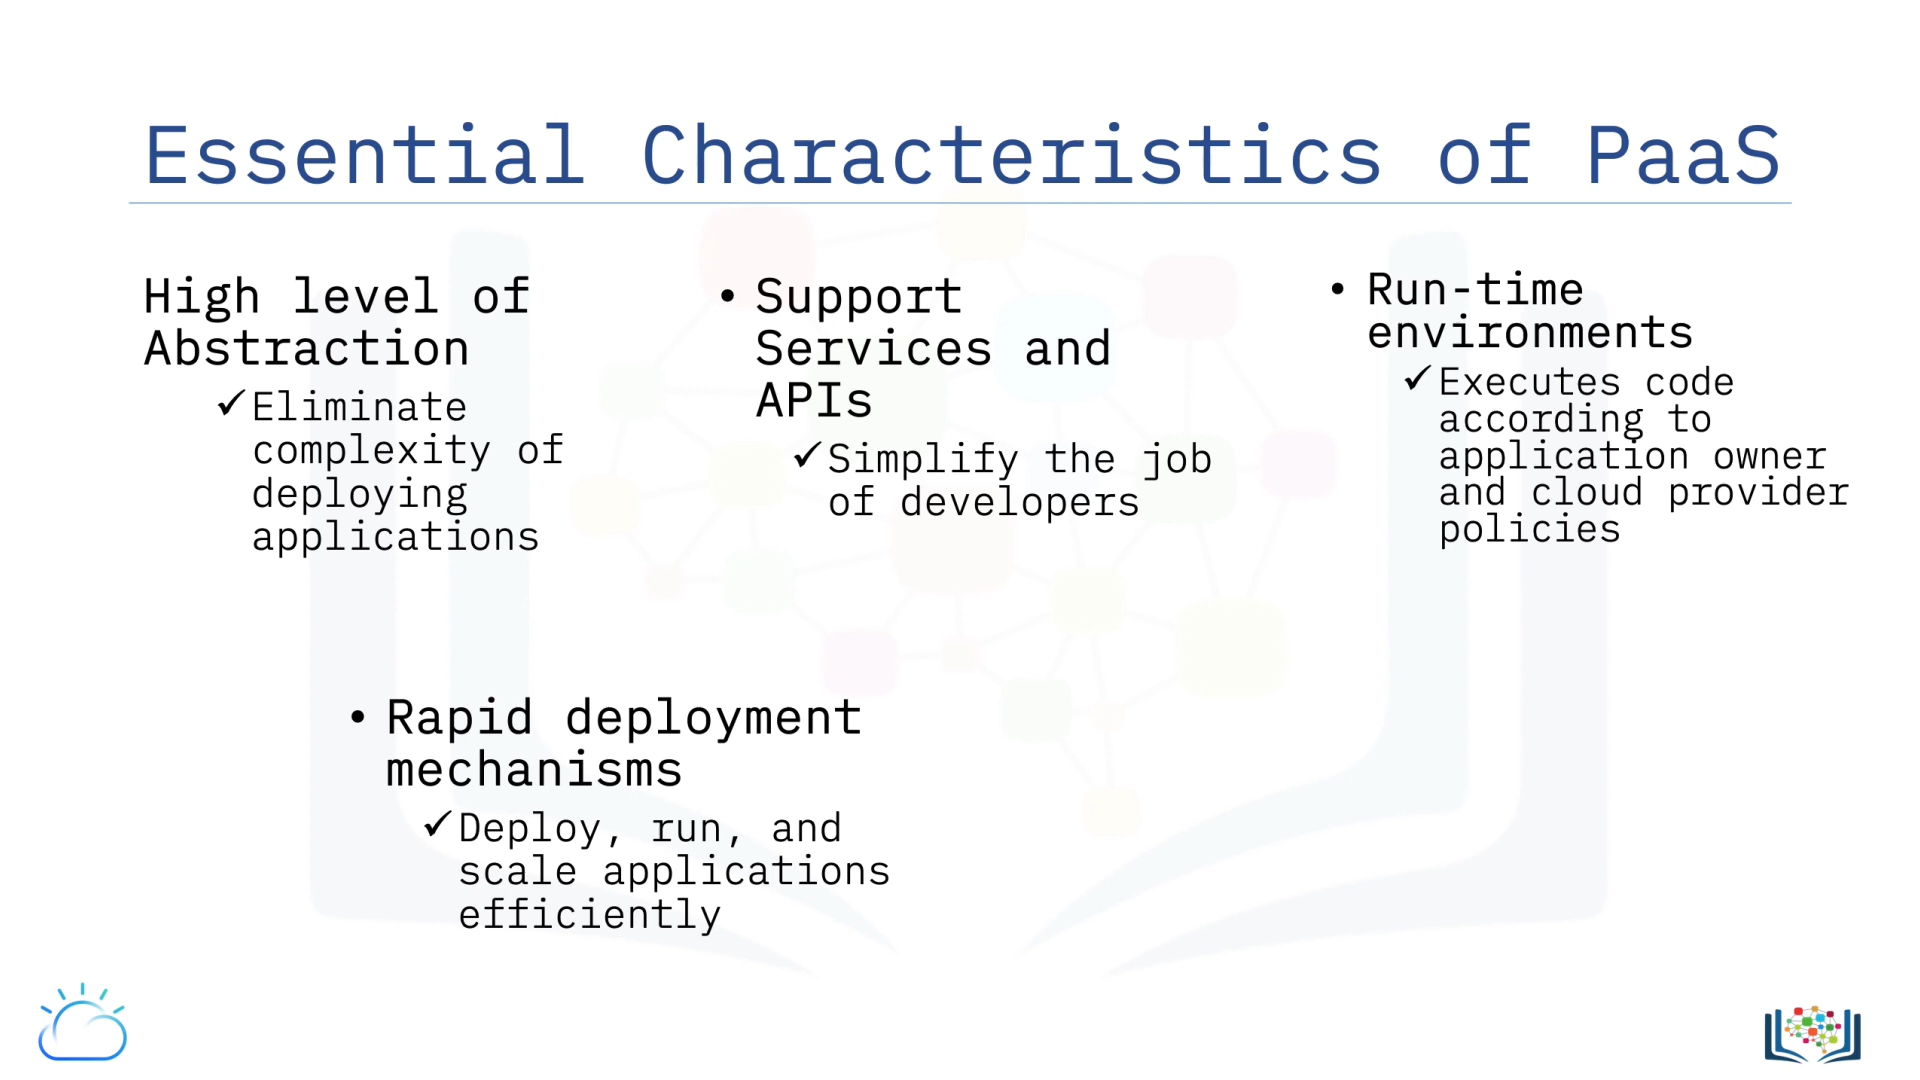 Essential Characteristics of PaaS
High level of
Abstraction
✓Eliminate
complexity of
deploying
applications
• Support
Services and
APIs
✓Simplify the job
of developers
• Run-time
environments
✓Executes code
according to
application owner
and cloud provider
policies
• Rapid deployment
mechanisms
✓Deploy, run, and
scale applications
efficiently